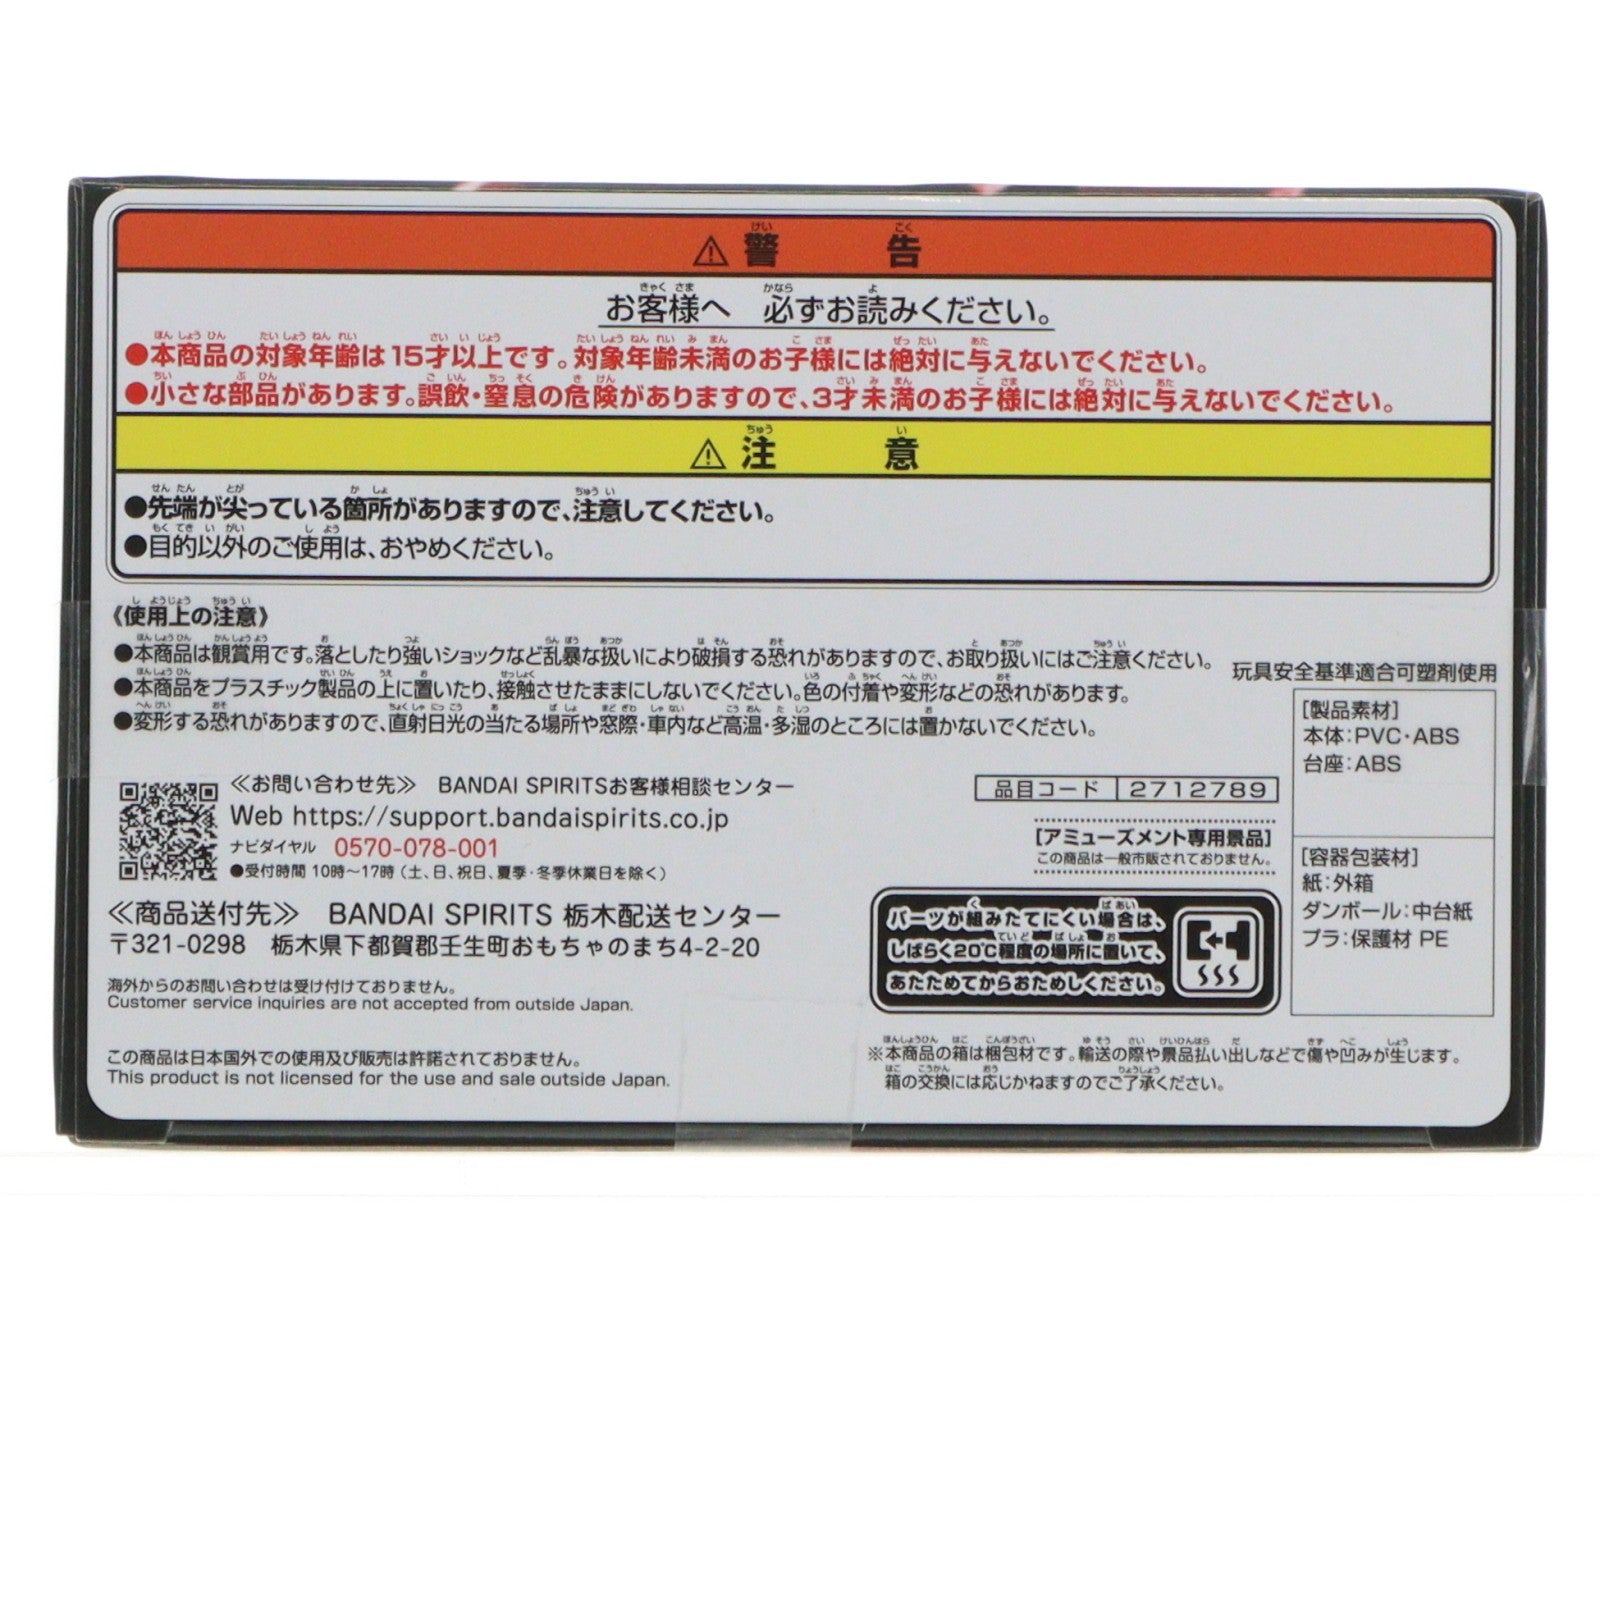 ⚠警告
お客様へ 必ずお読みください。
●本商品の対象年齢は15才以上です。対象年齢未満のお子様には絶対に与えないでください。
●小さな部品があります。誤飲・窒息の危険がありますので、3才未満のお子様には絶対に与えないでください。
⚠注意
●先端が尖っている箇所がありますので、注意してください。
●目的以外のご使用は、おやめください。
《使用上の注意》
●本商品は観賞用です。落としたり強いショックなど乱暴な扱いにより破損する恐れがありますので、お取り扱いにはご注意ください。
●本商品をプラスチック製品の上に置いたり、接触させたままにしないでください。色の付着や変形などの恐れがあります。
●変形する恐れがありますので、直射日光の当たる場所や窓際・車内など高温・多湿のところには置かないでください。
玩具安全基準適合可塑剤使用
[製品素材]
本体：PVC・ABS
台座：ABS
[容器包装材]
紙：外箱
ダンボール：中台紙
プラ：保護材 PE
≪お問い合わせ先≫ BANDAI SPIRITSお客様相談センター
Web https://support.bandaispirits.co.jp
ナビダイヤル 0570-078-001
●受付時間 10時～17時（土、日、祝日、夏季・冬季休業日を除く）
≪商品送付先≫ BANDAI SPIRITS 栃木配送センター
〒321-0298 栃木県下都賀郡壬生町おもちゃのまち4-2-20
海外からのお問い合わせは受け付けておりません。
Customer service inquiries are not accepted from outside Japan.
この商品は日本国外での使用及び販売は許諾されておりません。
This product is not licensed for the use and sale outside Japan.
品目コード 2712789
[アミューズメント専用景品]
この商品は一般市販されておりません。
パーツが組みたてにくい場合は、
しばらく20℃程度の場所に置いて、
あたためてからおためしください。
※本商品の箱は梱包材です。輸送の際や景品払い出しなどで傷や凹みが生じます。
箱の交換には応じかねますのでご了承ください。